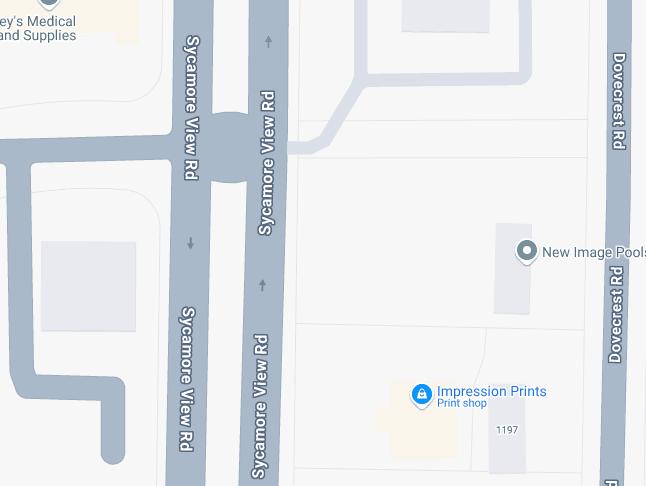 ey's Medical
and Supplies
Sycamore View Rd
Sycamore View Rd
Dovecrest Rd
New Image Pools
Dovecrest Rd
Sycamore View Rd
Sycamore View Rd
Impression Prints
Print shop
1197